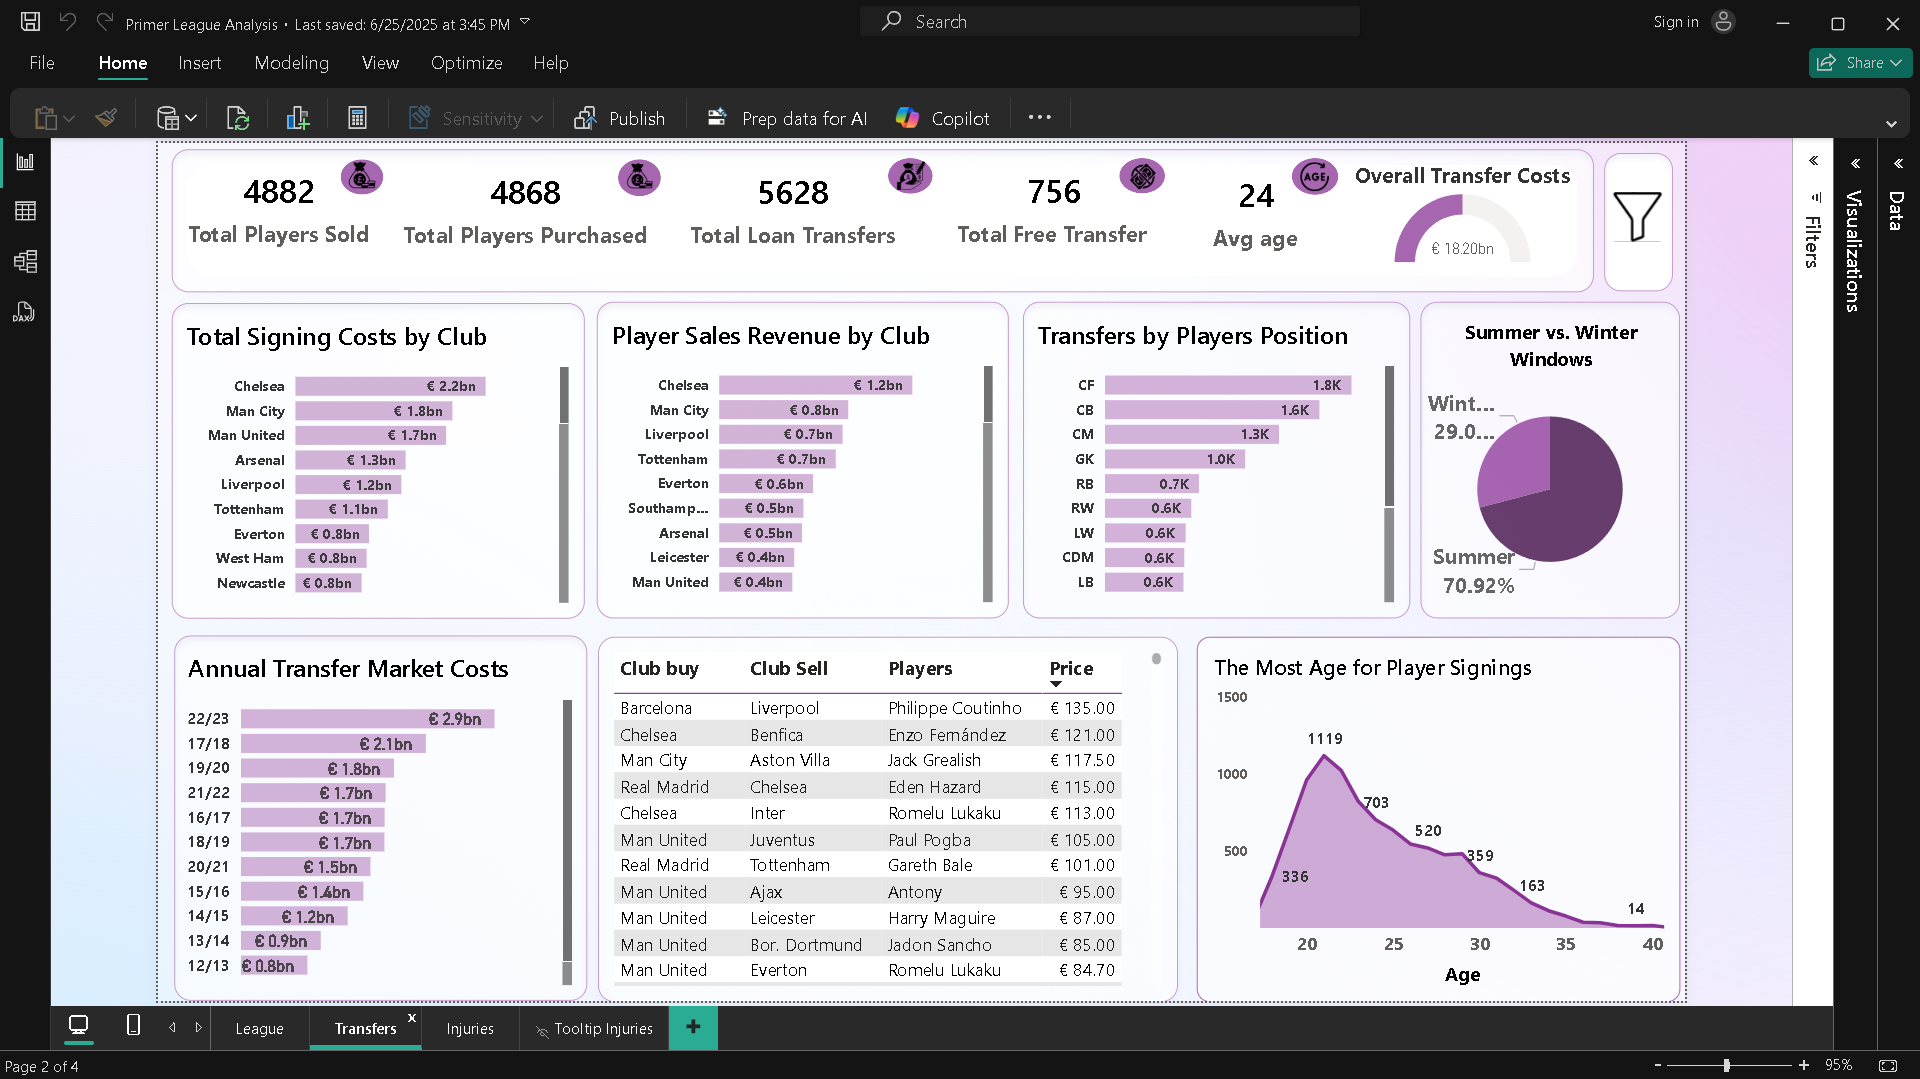 Primer League Analysis • Last saved: 6/25/2025 at 3:45 PM
Search
Sign in
File Home Insert Modeling View Optimize Help
Share
Sensitivity Publish Prep data for AI Copilot
4882
Total Players Sold
4868
Total Players Purchased
5628
Total Loan Transfers
756
Total Free Transfer
AGE
24
Avg age
Overall Transfer Costs
€ 18.20bn
Filters
Visualizations
Data
DAX
Total Signing Costs by Club
Chelsea € 2.2bn
Man City € 1.8bn
Man United € 1.7bn
Arsenal € 1.3bn
Liverpool € 1.2bn
Tottenham € 1.1bn
Everton € 0.8bn
West Ham € 0.8bn
Newcastle € 0.8bn
Player Sales Revenue by Club
Chelsea € 1.2bn
Man City € 0.8bn
Liverpool € 0.7bn
Tottenham € 0.7bn
Everton € 0.6bn
Southamp... € 0.5bn
Arsenal € 0.5bn
Leicester € 0.4bn
Man United € 0.4bn
Transfers by Players Position
CF 1.8K
CB 1.6K
CM 1.3K
GK 1.0K
RB 0.7K
RW 0.6K
LW 0.6K
CDM 0.6K
LB 0.6K
Summer vs. Winter
Windows
Wint...
29.0...
Summer
70.92%
Annual Transfer Market Costs
22/23 € 2.9bn
17/18 € 2.1bn
19/20 € 1.8bn
21/22 € 1.7bn
16/17 € 1.7bn
18/19 € 1.7bn
20/21 € 1.5bn
15/16 € 1.4bn
14/15 € 1.2bn
13/14 € 0.9bn
12/13 € 0.8bn
Club buy Club Sell Players Price
Barcelona Liverpool Philippe Coutinho € 135.00
Chelsea Benfica Enzo Fernández € 121.00
Man City Aston Villa Jack Grealish € 117.50
Real Madrid Chelsea Eden Hazard € 115.00
Chelsea Inter Romelu Lukaku € 113.00
Man United Juventus Paul Pogba € 105.00
Real Madrid Tottenham Gareth Bale € 101.00
Man United Ajax Antony € 95.00
Man United Leicester Harry Maguire € 87.00
Man United Bor. Dortmund Jadon Sancho € 85.00
Man United Everton Romelu Lukaku € 84.70
The Most Age for Player Signings
1500
1000
500
336
1119
703
520
359
163
14
20 25 30 35 40
Age
League Transfers x Injuries Tooltip Injuries +
Page 2 of 4
- + 95%